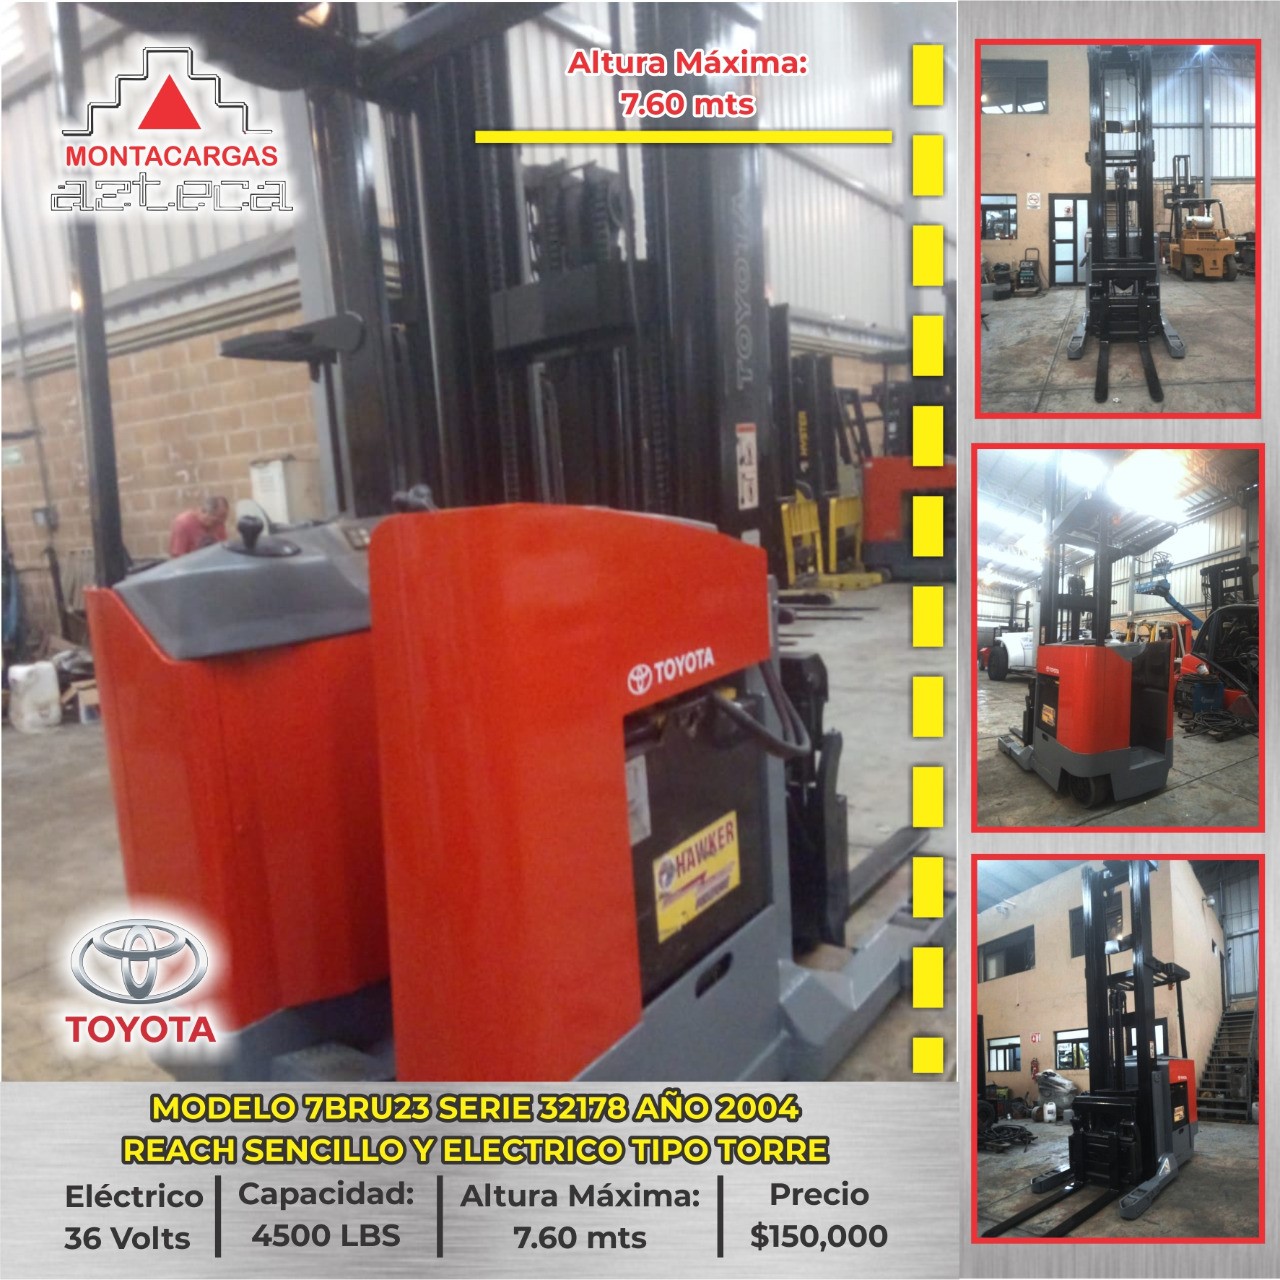 MONTACARGAS
azteca
Altura Máxima:
7.60 mts
TOYOTA
HYSTER
TOYOTA
HAWKER
TOYOTA
MODELO 7BRU23 SERIE 32178 AÑO 2004
REACH SENCILLO Y ELECTRICO TIPO TORRE
Eléctrico
36 Volts
Capacidad:
4500 LBS
Altura Máxima:
7.60 mts
Precio
$150,000